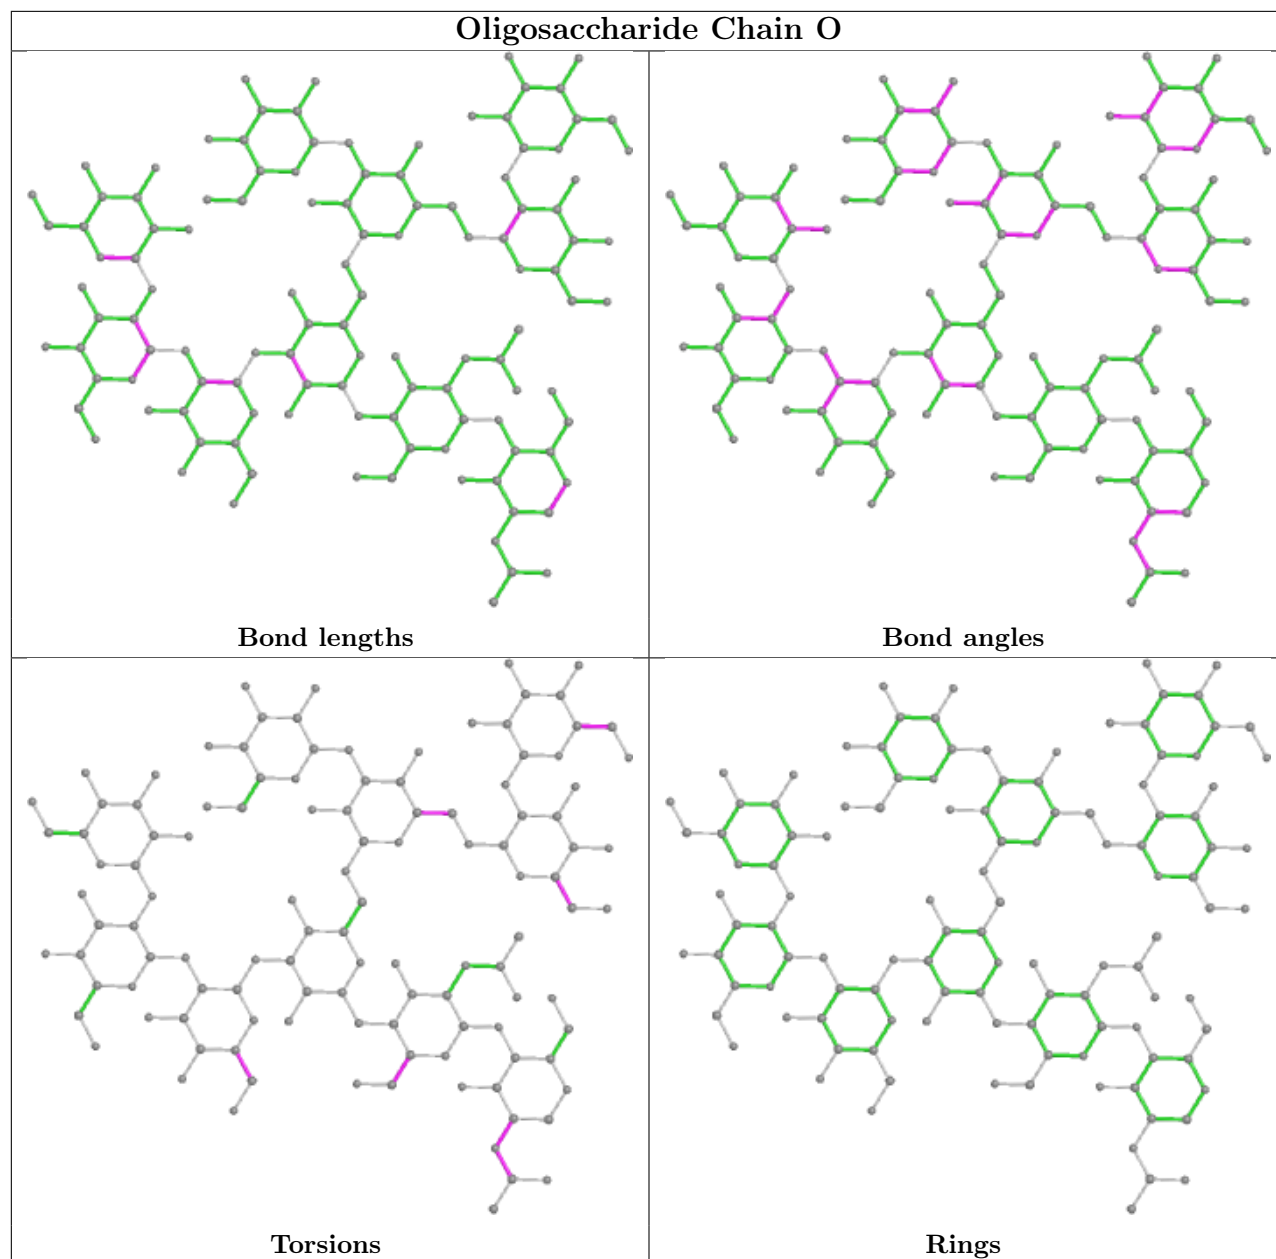 Oligosaccharide Chain O
Bond lengths
Bond angles
Torsions
Rings